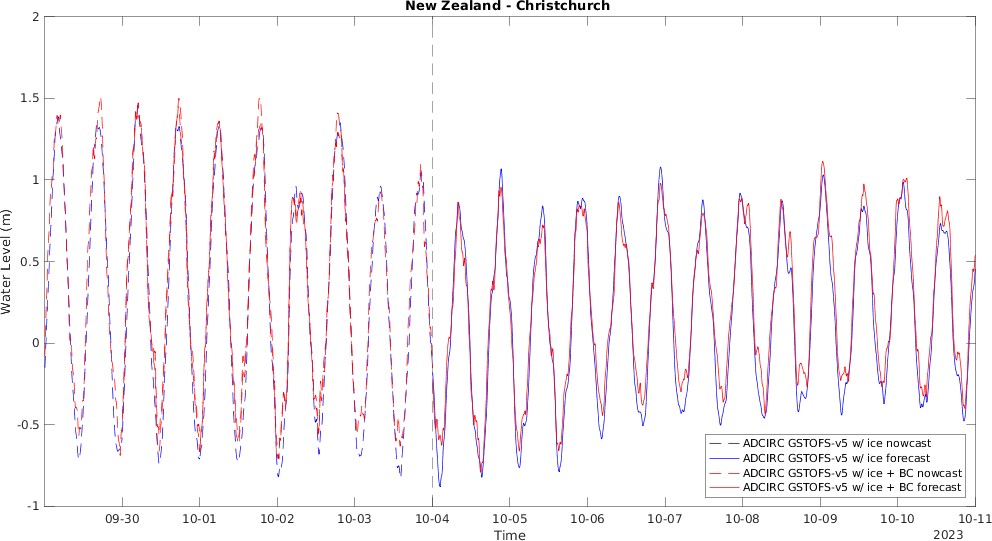 New Zealand - Christchurch
2
1.5
1
0.5
0
-0.5
-1
Water Level (m)
09-30
10-01
10-02
10-03
10-04
10-05
10-06
10-07
10-08
10-09
10-10
10-11
Time
2023
ADCIRC GSTOFS-v5 w/ ice nowcast
ADCIRC GSTOFS-v5 w/ ice forecast
ADCIRC GSTOFS-v5 w/ ice + BC nowcast
ADCIRC GSTOFS-v5 w/ ice + BC forecast